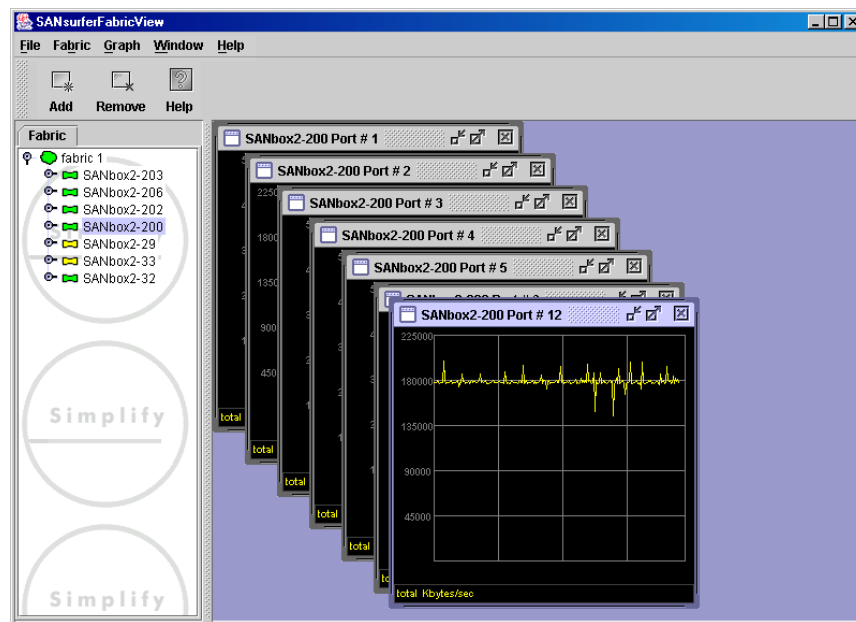 SANsurferFabricView
File Fabric Graph Window Help
Add Remove Help
Fabric
fabric 1
SANbox2-203
SANbox2-206
SANbox2-202
SANbox2-200
SANbox2-29
SANbox2-33
SANbox2-32
Simplify
Simplify
SANbox2-200 Port # 1
total
SANbox2-200 Port # 2
2250
1800
1350
900
450
total
SANbox2-200 Port # 3
total
SANbox2-200 Port # 4
total
SANbox2-200 Port # 5
total
SANbox2-200 Port # 12
225000
180000
135000
90000
45000
total Kbytes/sec